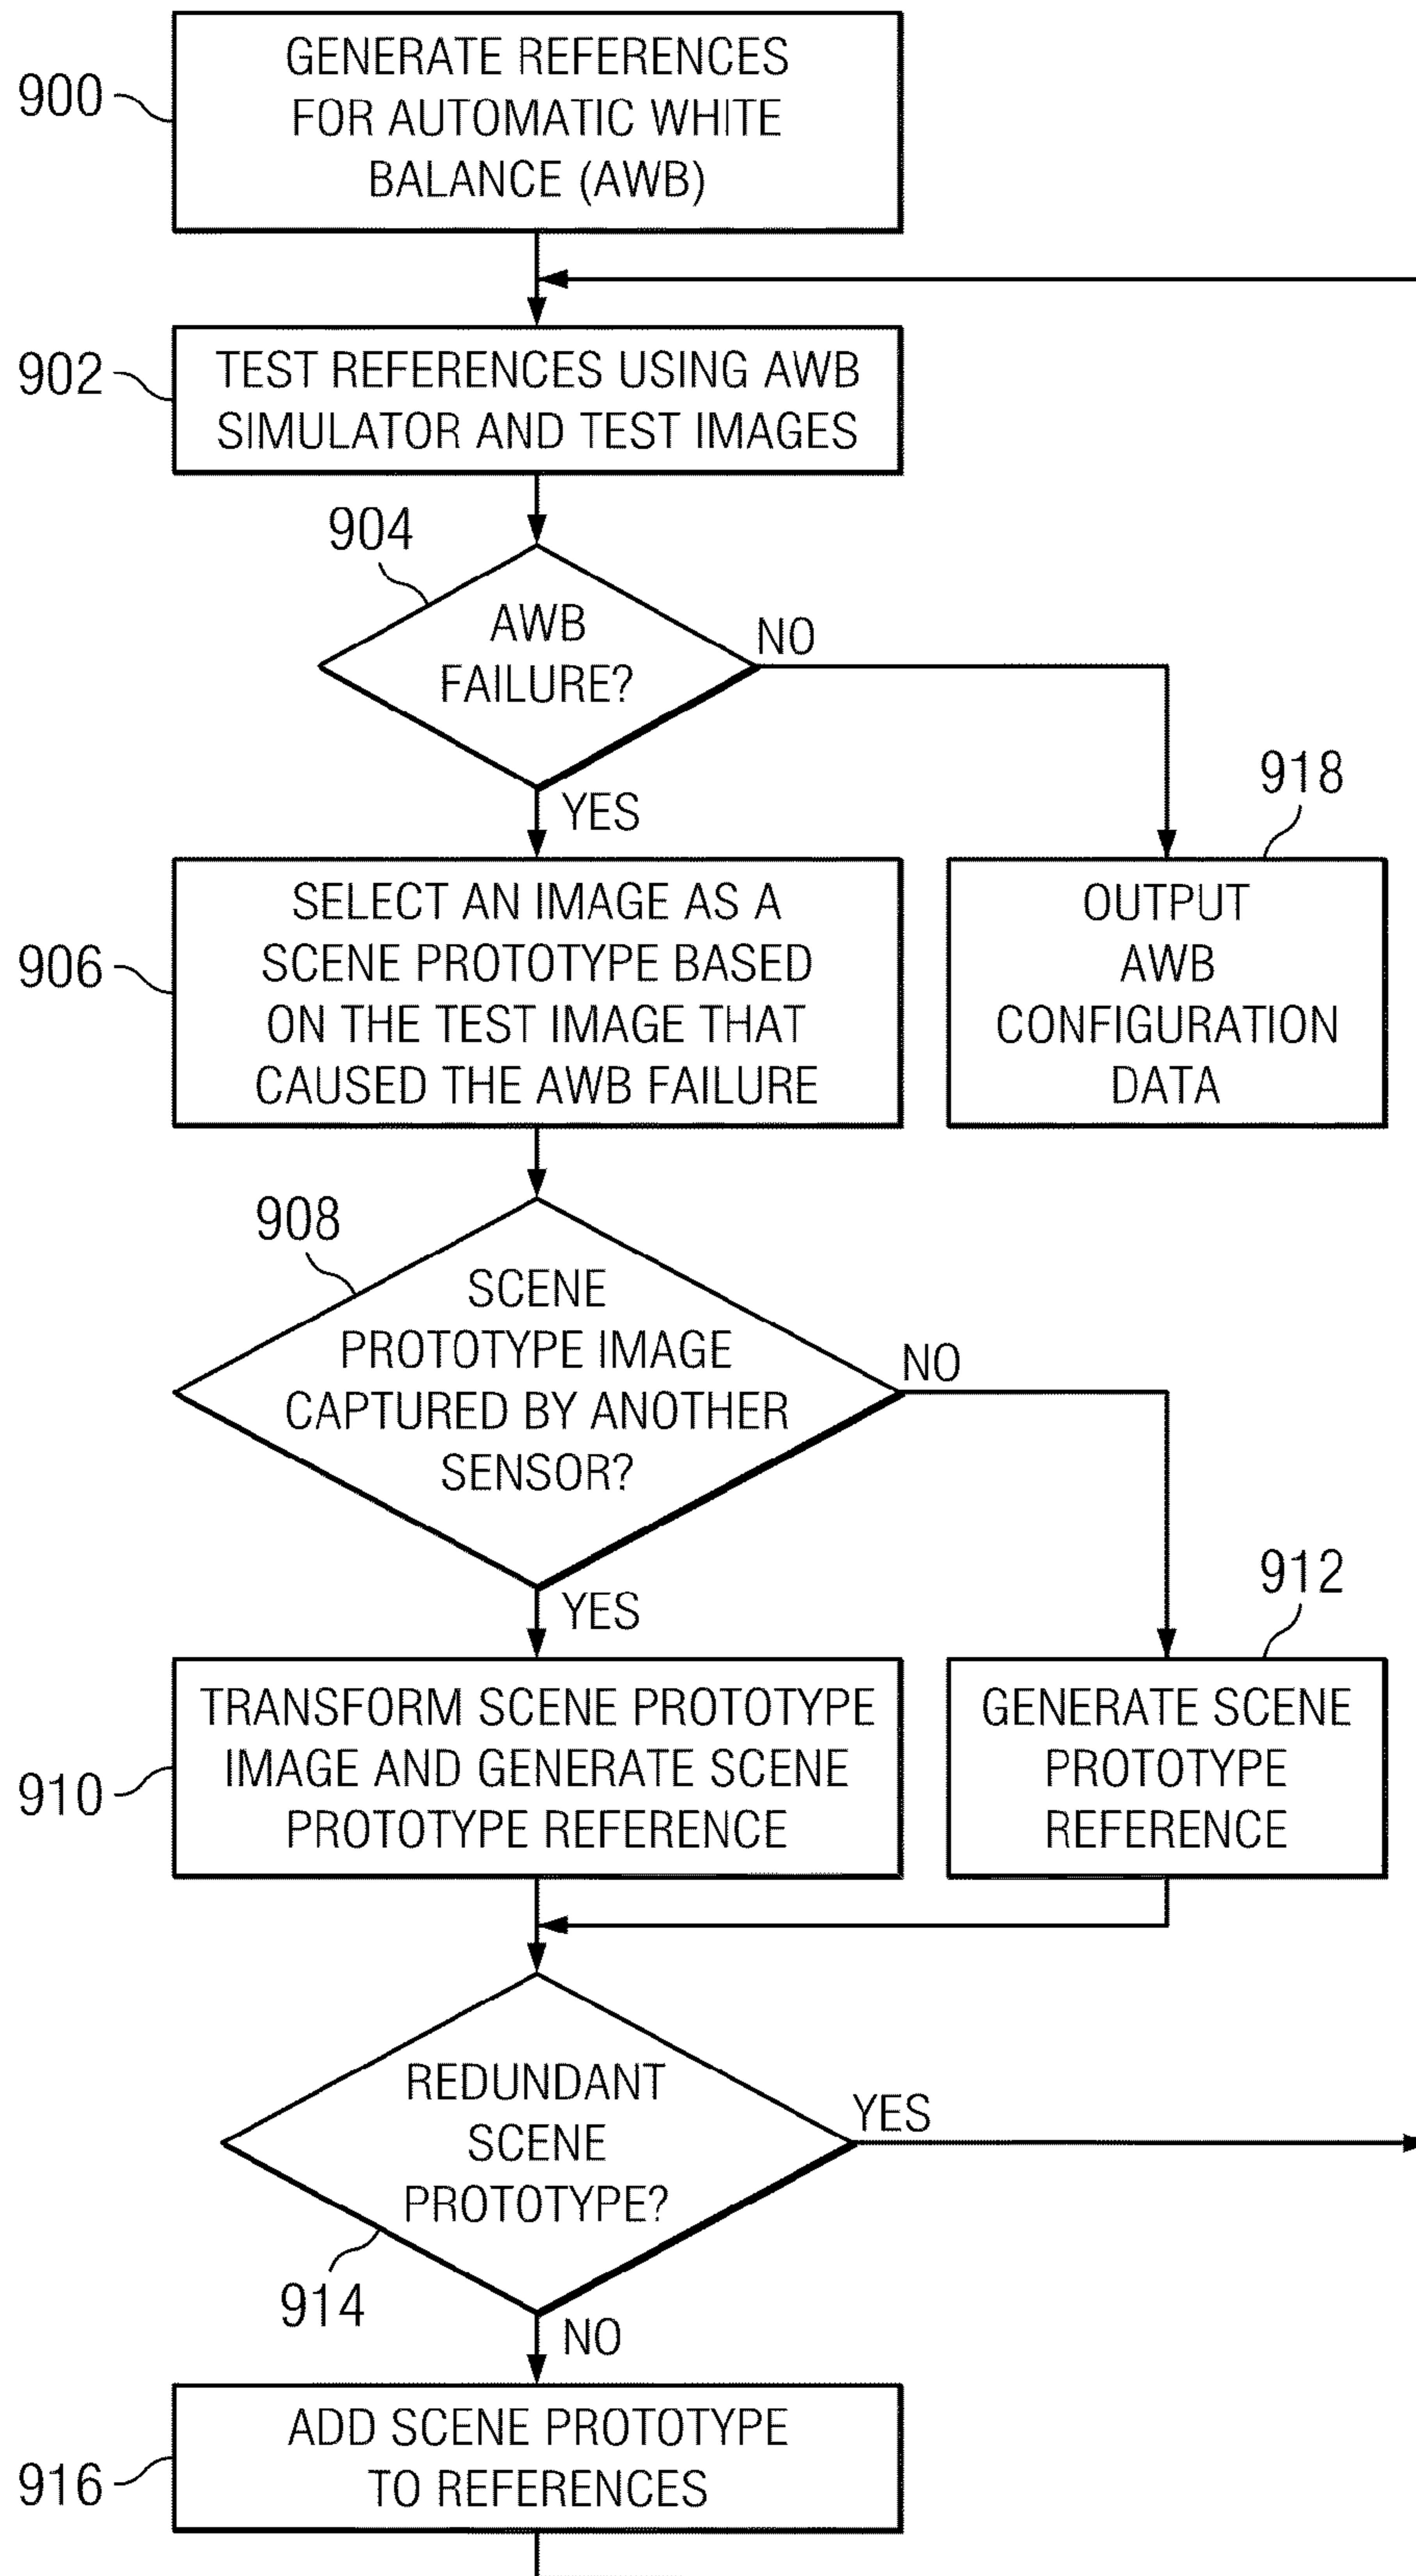 900
GENERATE REFERENCES
FOR AUTOMATIC WHITE
BALANCE (AWB)
902
TEST REFERENCES USING AWB
SIMULATOR AND TEST IMAGES
904
AWB
FAILURE?
NO
YES
918
OUTPUT
AWB
CONFIGURATION
DATA
906
SELECT AN IMAGE AS A
SCENE PROTOTYPE BASED
ON THE TEST IMAGE THAT
CAUSED THE AWB FAILURE
908
SCENE
PROTOTYPE IMAGE
CAPTURED BY ANOTHER
SENSOR?
NO
YES
910
TRANSFORM SCENE PROTOTYPE
IMAGE AND GENERATE SCENE
PROTOTYPE REFERENCE
912
GENERATE SCENE
PROTOTYPE
REFERENCE
REDUNDANT
SCENE
PROTOTYPE?
YES
914
NO
916
ADD SCENE PROTOTYPE
TO REFERENCES